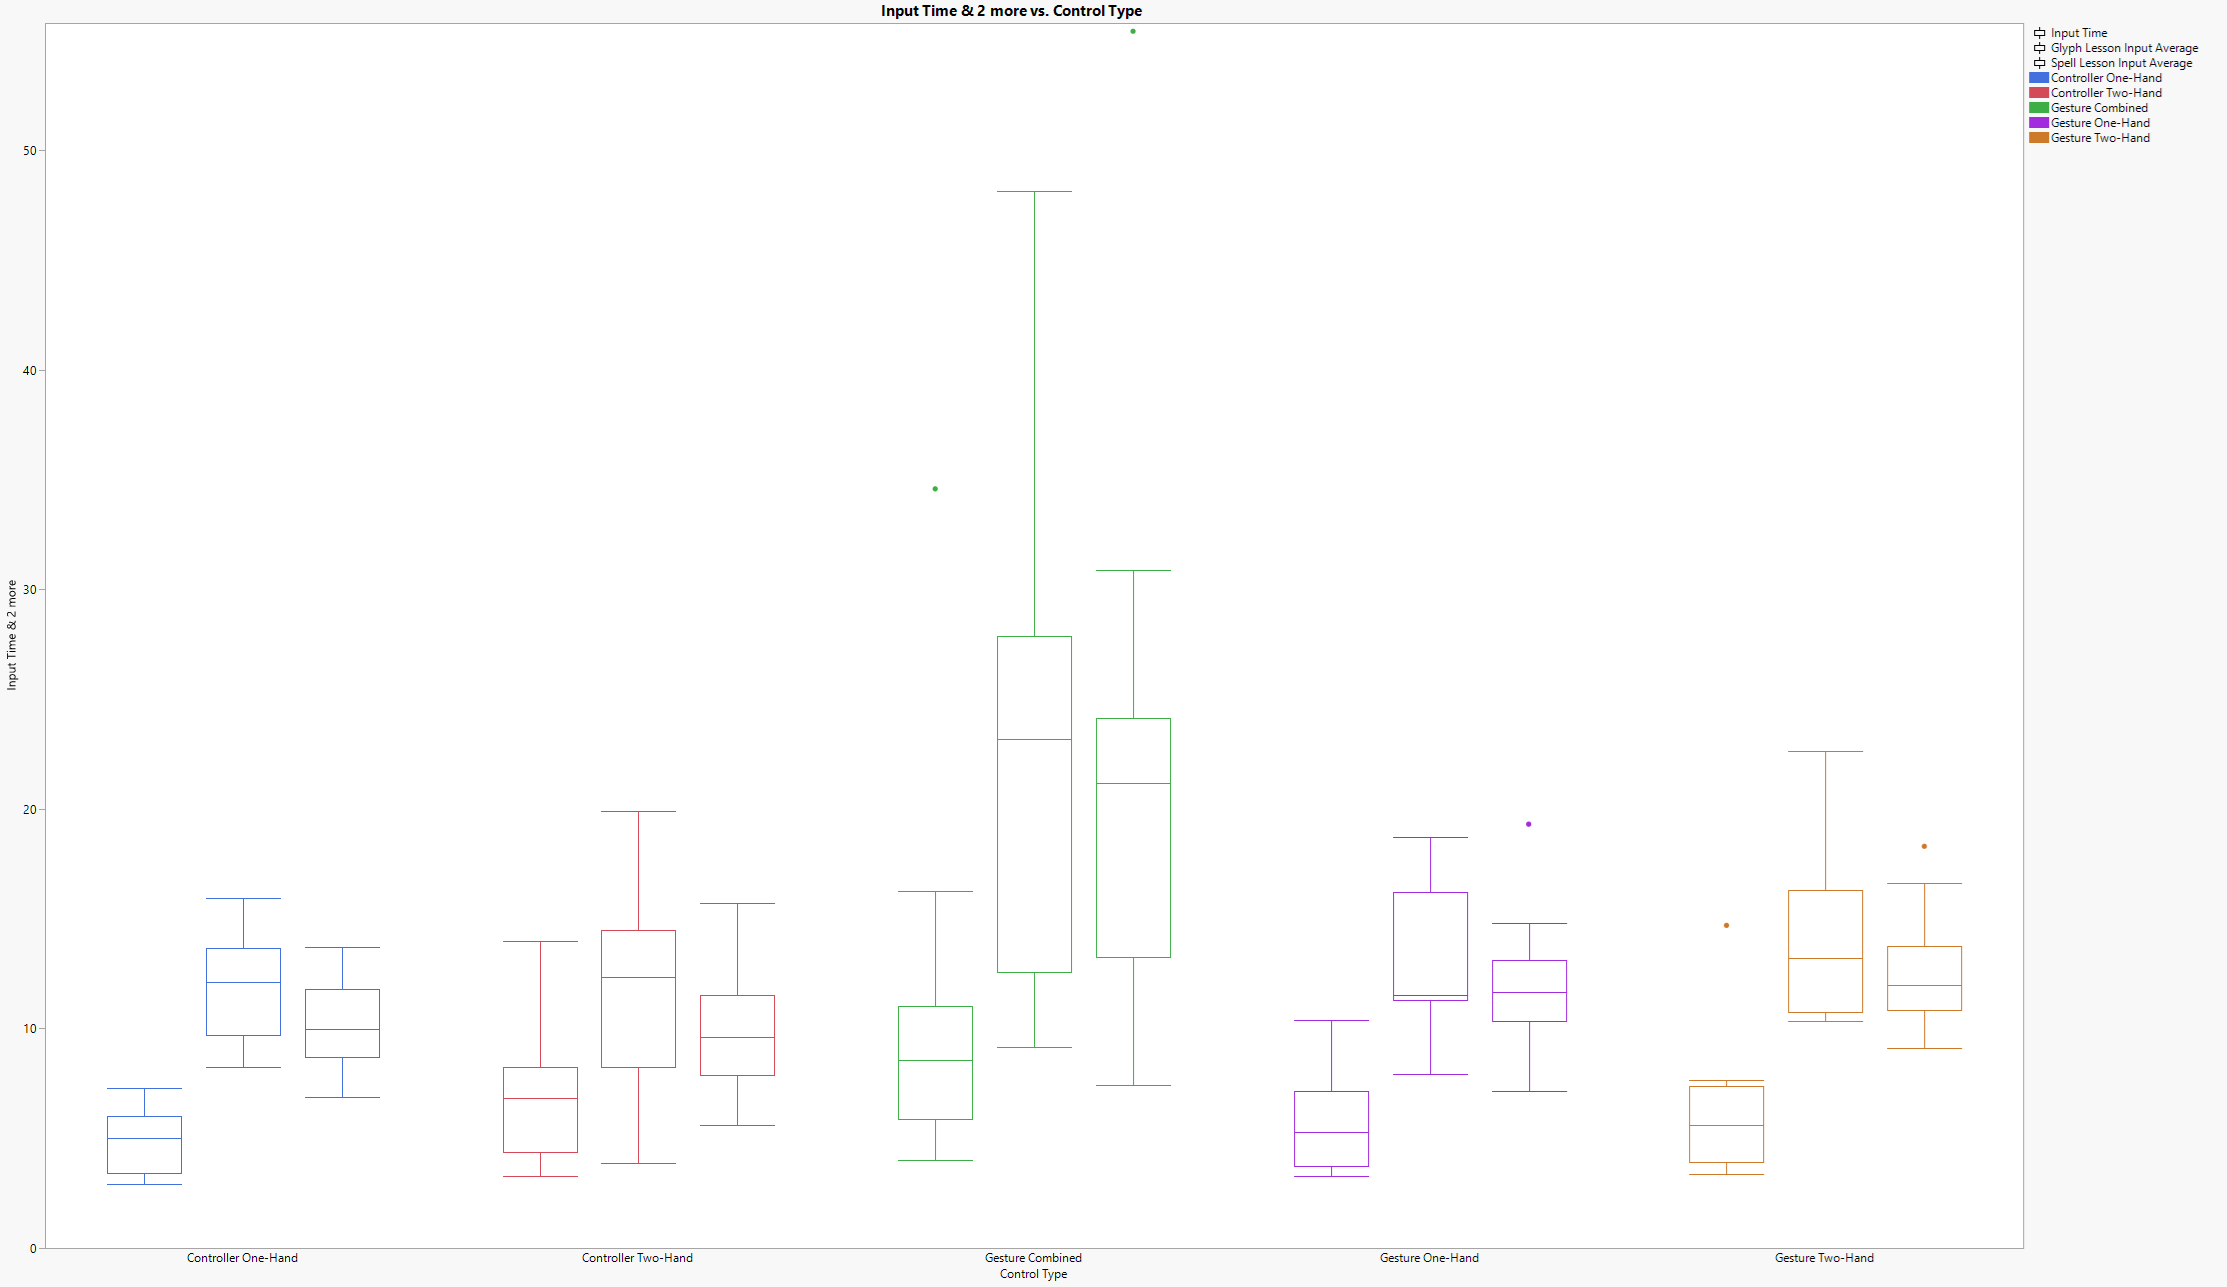 Input Time & 2 more vs. Control Type
Input Time
Glyph Lesson Input Average
Spell Lesson Input Average
Controller One-Hand
Controller Two-Hand
Gesture Combined
Gesture One-Hand
Gesture Two-Hand
Input Time & 2 more
50
40
30
20
10
0
Controller One-Hand Controller Two-Hand Gesture Combined Gesture One-Hand Gesture Two-Hand
Control Type